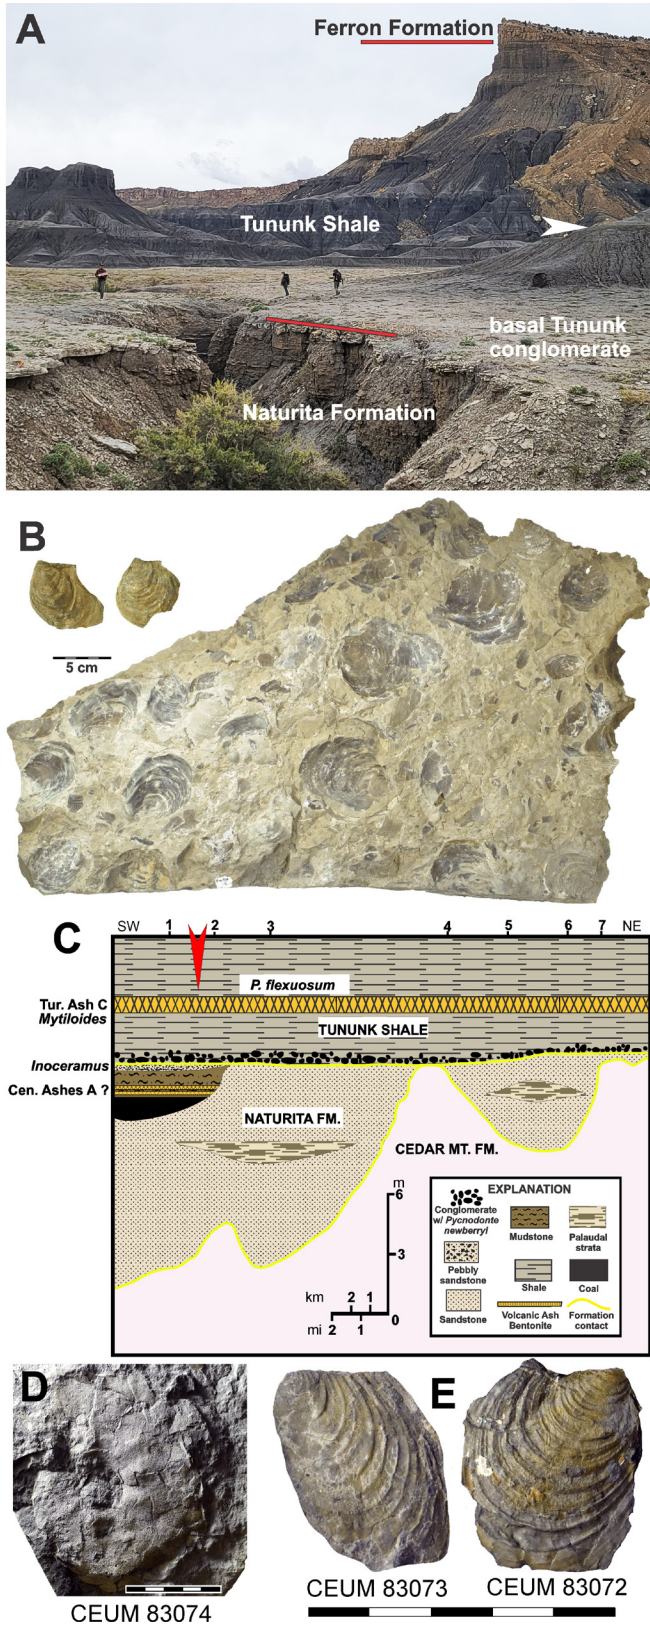 A
Ferron Formation
Tununk Shale
basal Tununk
conglomerate
Naturita Formation
B
5 cm
C
SW 1 2 3 4 5 6 7 NE
P. flexuosum
Tur. Ash C
Mytiloides
TUNUNK SHALE
Inoceramus
Cen. Ashes A ?
NATURITA FM.
CEDAR MT. FM.
m
6
3
0
km 2 1
mi 2 1
EXPLANATION
Conglomerate
w/ Pycnodonte
newberryi
Mudstone
Paludal
strata
Pebbly
sandstone
Shale
Coal
Sandstone
Volcanic Ash
Bentonite
Formation
contact
D
E
CEUM 83074
CEUM 83073
CEUM 83072